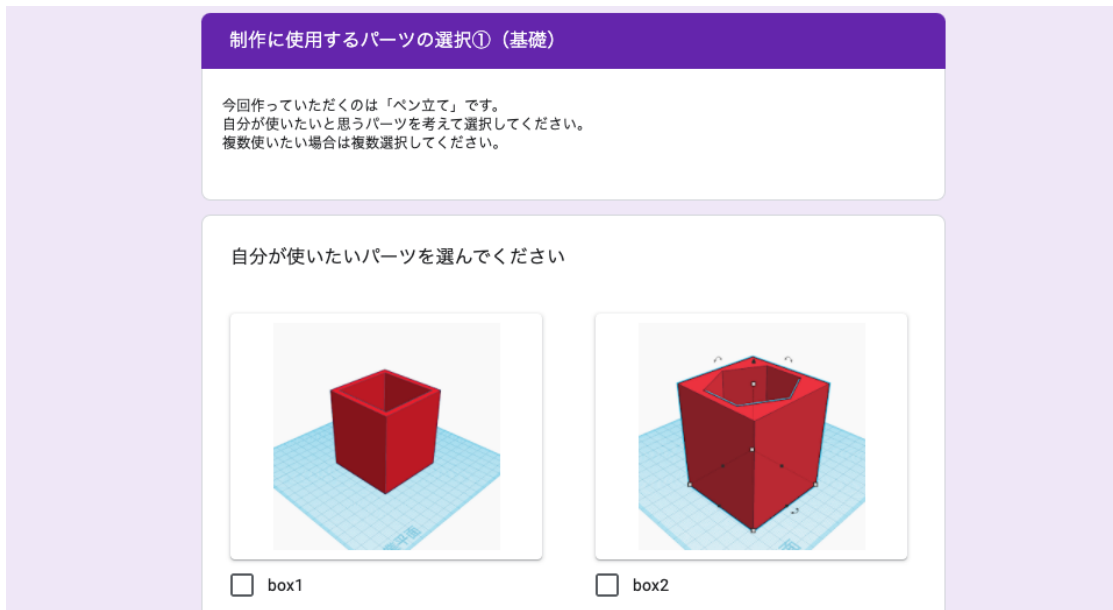 制作に使用するパーツの選択①（基礎）
今回作っていただくのは「ペン立て」です。
自分が使いたいと思うパーツを考えて選択してください。
複数使いたい場合は複数選択してください。
自分が使いたいパーツを選んでください
box1
box2